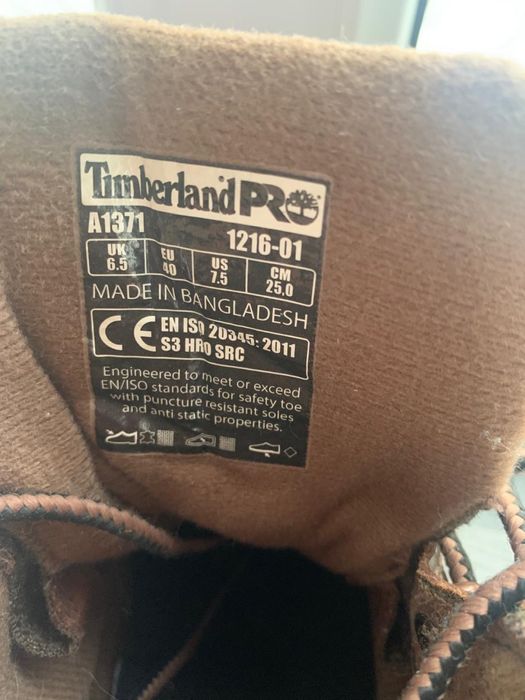 Timberland PRO
A1371 1216-01
UK 6.5 EU 40 US 7.5 CM 25.0
MADE IN BANGLADESH
CE EN ISO 20345: 2011
S3 HRO SRC
Engineered to meet or exceed
EN/ISO standards for safety toe
with puncture resistant soles
and anti static properties.